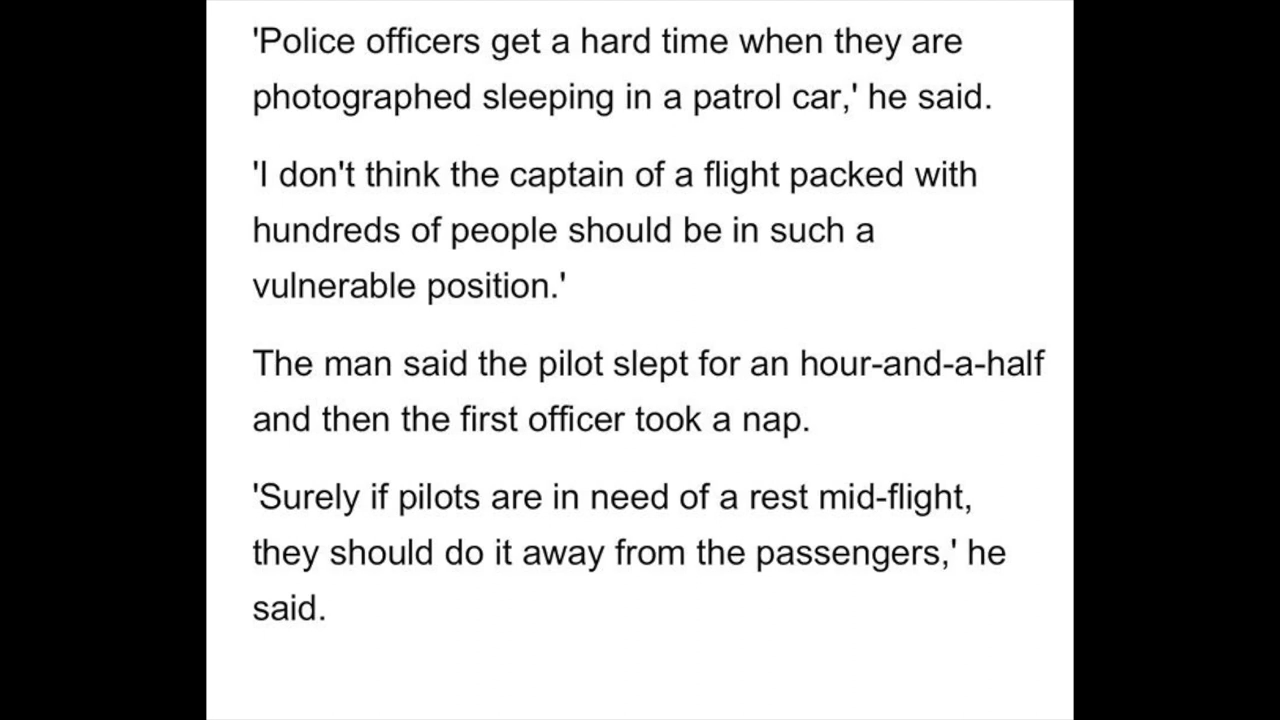 'Police officers get a hard time when they are
photographed sleeping in a patrol car,' he said.
'I don't think the captain of a flight packed with
hundreds of people should be in such a
vulnerable position.'
The man said the pilot slept for an hour-and-a-half
and then the first officer took a nap.
'Surely if pilots are in need of a rest mid-flight,
they should do it away from the passengers,' he
said.